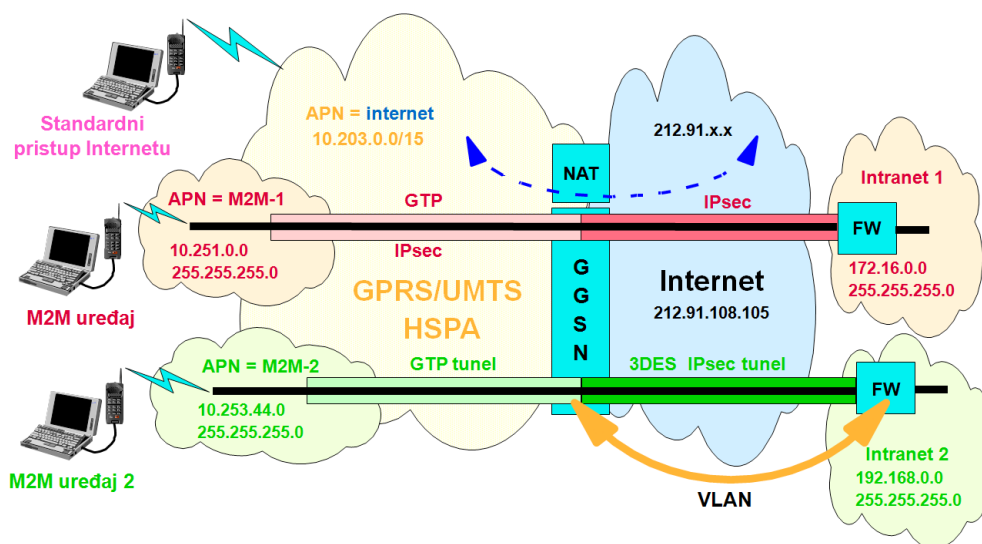 Standardni
pristup Internetu
APN = internet
10.203.0.0/15
212.91.x.x
NAT
APN = M2M-1
GTP
IPsec
Intranet 1
FW
10.251.0.0
255.255.255.0
IPsec
172.16.0.0
255.255.255.0
M2M uređaj
GPRS/UMTS
HSPA
G
G
S
N
Internet
212.91.108.105
APN = M2M-2
GTP tunel
3DES IPsec tunel
FW
10.253.44.0
255.255.255.0
M2M uređaj 2
Intranet 2
192.168.0.0
255.255.255.0
VLAN